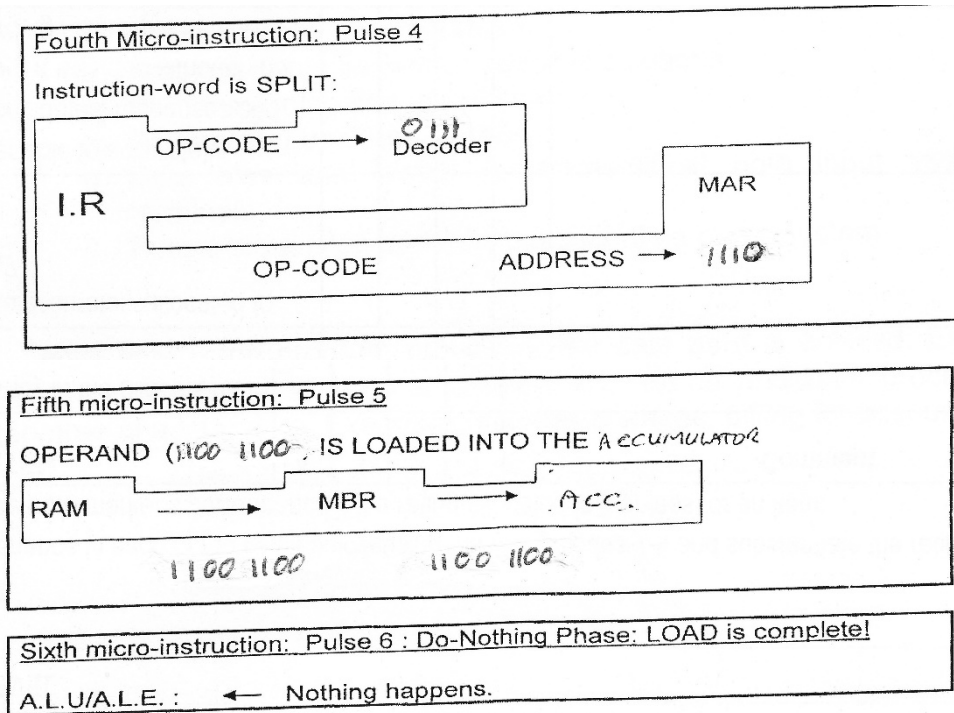 Fourth Micro-instruction: Pulse 4
Instruction-word is SPLIT:
OP-CODE → 0111
Decoder
I.R
MAR
OP-CODE ADDRESS → 1110
Fifth micro-instruction: Pulse 5
OPERAND (1100 1100) IS LOADED INTO THE ACCUMULATOR
RAM → MBR → ACC.
1100 1100 1100 1100
Sixth micro-instruction: Pulse 6 : Do-Nothing Phase: LOAD is complete!
A.L.U/A.L.E. : ← Nothing happens.